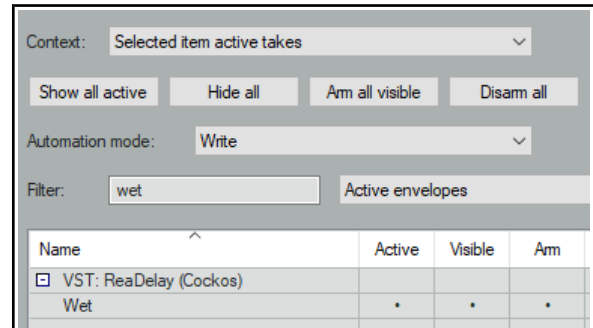 Context: Selected item active takes
Show all active Hide all Arm all visible Disarm all
Automation mode: Write
Filter: wet Active envelopes
Name Active Visible Arm
VST: ReaDelay (Cockos)
Wet • • •